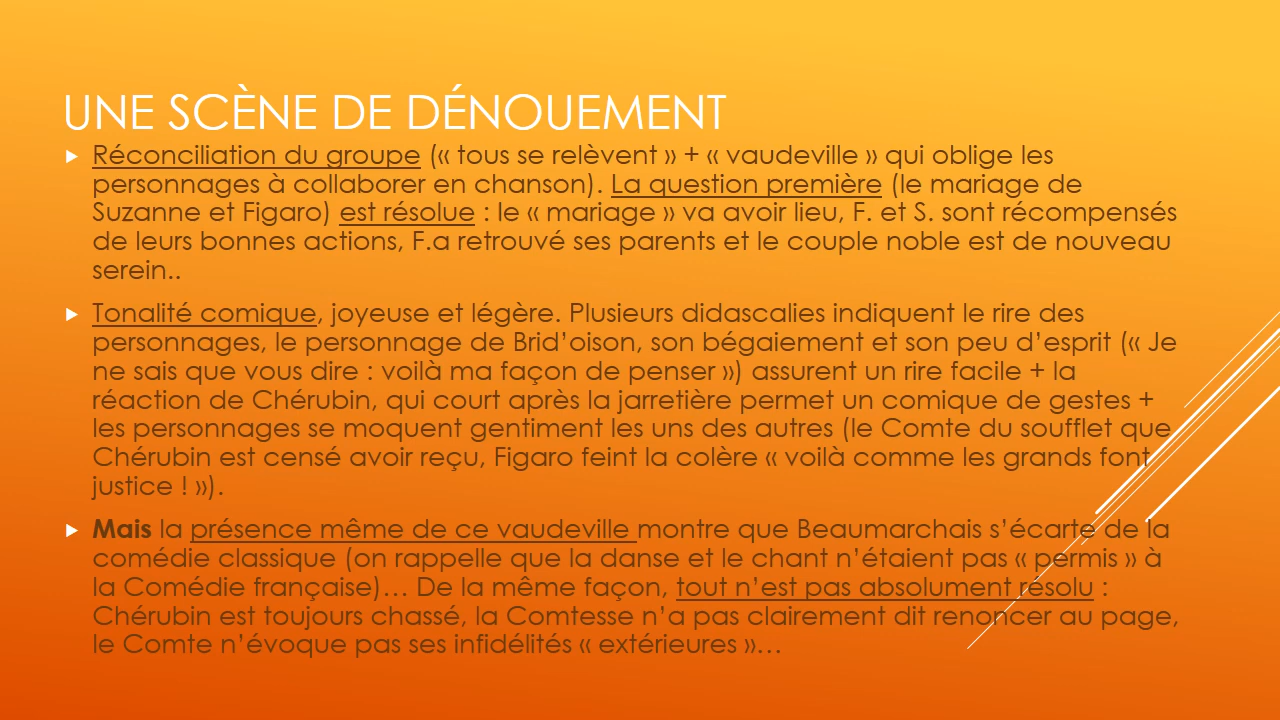 UNE SCÈNE DE DÉNOUEMENT
Réconciliation du groupe (« tous se relèvent » + « vaudeville » qui oblige les
personnages à collaborer en chanson). La question première (le mariage de
Suzanne et Figaro) est résolue : le « mariage » va avoir lieu, F. et S. sont récompensés
de leurs bonnes actions, F.a retrouvé ses parents et le couple noble est de nouveau
serein..
Tonalité comique, joyeuse et légère. Plusieurs didascalies indiquent le rire des
personnages, le personnage de Brid’oison, son bégaiement et son peu d’esprit (« Je
ne sais que vous dire : voilà ma façon de penser ») assurent un rire facile + la
réaction de Chérubin, qui court après la jarretière permet un comique de gestes +
les personnages se moquent gentiment les uns des autres (le Comte du soufflet que
Chérubin est censé avoir reçu, Figaro feint la colère « voilà comme les grands font
justice ! »).
Mais la présence même de ce vaudeville montre que Beaumarchais s’écarte de la
comédie classique (on rappelle que la danse et le chant n’étaient pas « permis » à
la Comédie française)… De la même façon, tout n’est pas absolument résolu :
Chérubin est toujours chassé, la Comtesse n’a pas clairement dit renoncer au page,
le Comte n’évoque pas ses infidélités « extérieures »…